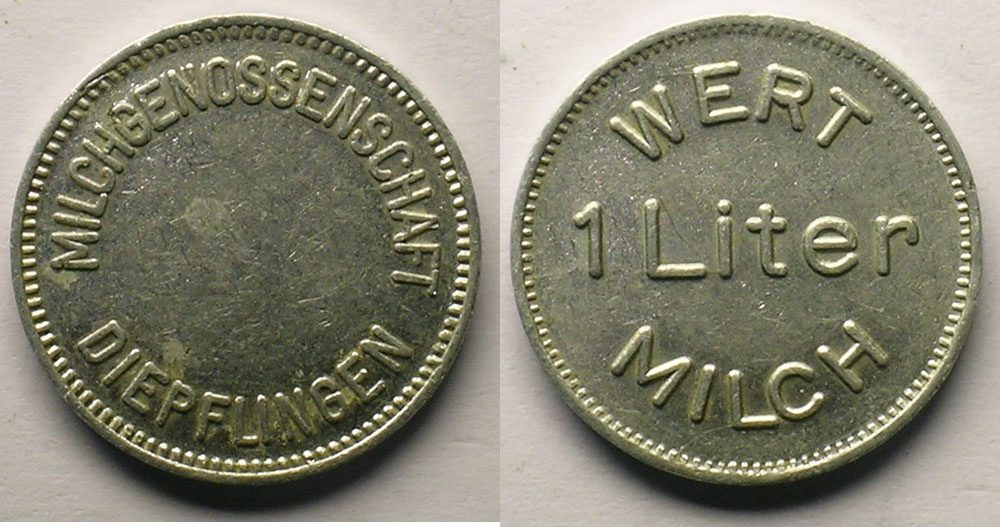 MILCHGENOSSENSCHAFT
DIEPFLINGEN
WERT
1 Liter
MILCH